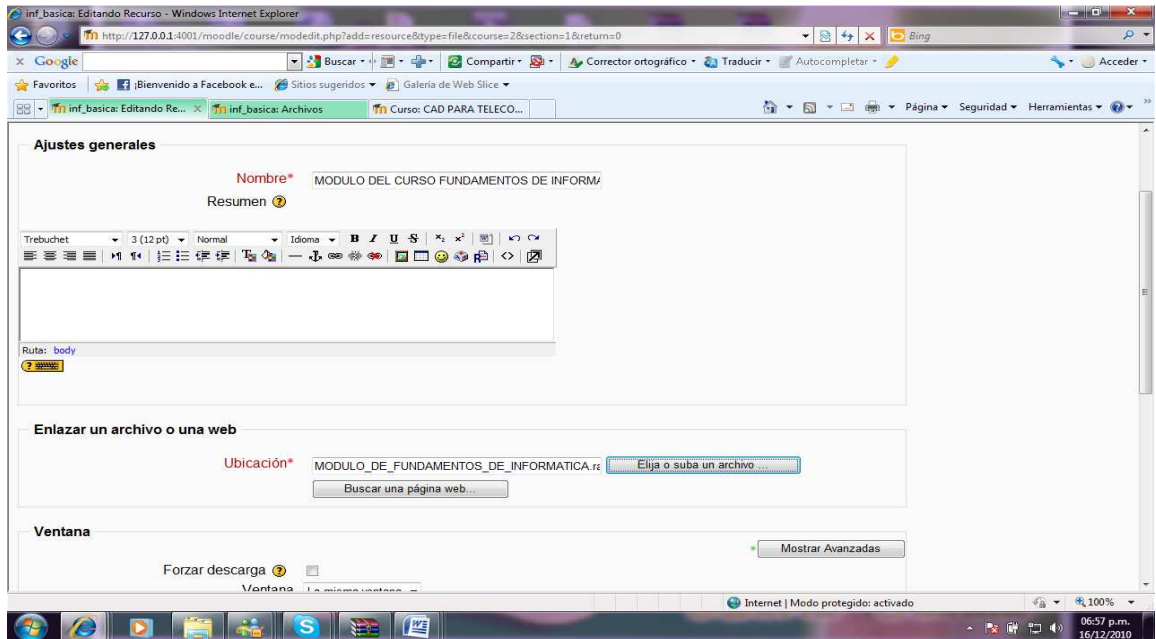 inf_basica: Editando Recurso - Windows Internet Explorer
http://127.0.0.1:4001/moodle/course/modedit.php?add=resource&type=file&course=2&section=1&return=0 Bing
x Google Buscar Compartir Corrector ortográfico Traducir Autocompletar Acceder
Favoritos ¡Bienvenido a Facebook e... Sitios sugeridos Galería de Web Slice
inf_basica: Editando Re... inf_basica: Archivos Curso: CAD PARA TELECO... Página Seguridad Herramientas
Ajustes generales
Nombre* MODULO DEL CURSO FUNDAMENTOS DE INFORMA
Resumen
Trebuchet 3 (12 pt) Normal Idioma B I U S
Ruta: body
Enlazar un archivo o una web
Ubicación* MODULO_DE_FUNDAMENTOS_DE_INFORMATICA.ra Elija o suba un archivo ...
Buscar una página web...
Ventana
* Mostrar Avanzadas
Forzar descarga
Ventana La misma ventana
Internet | Modo protegido: activado 100%
06:57 p.m.
16/12/2010